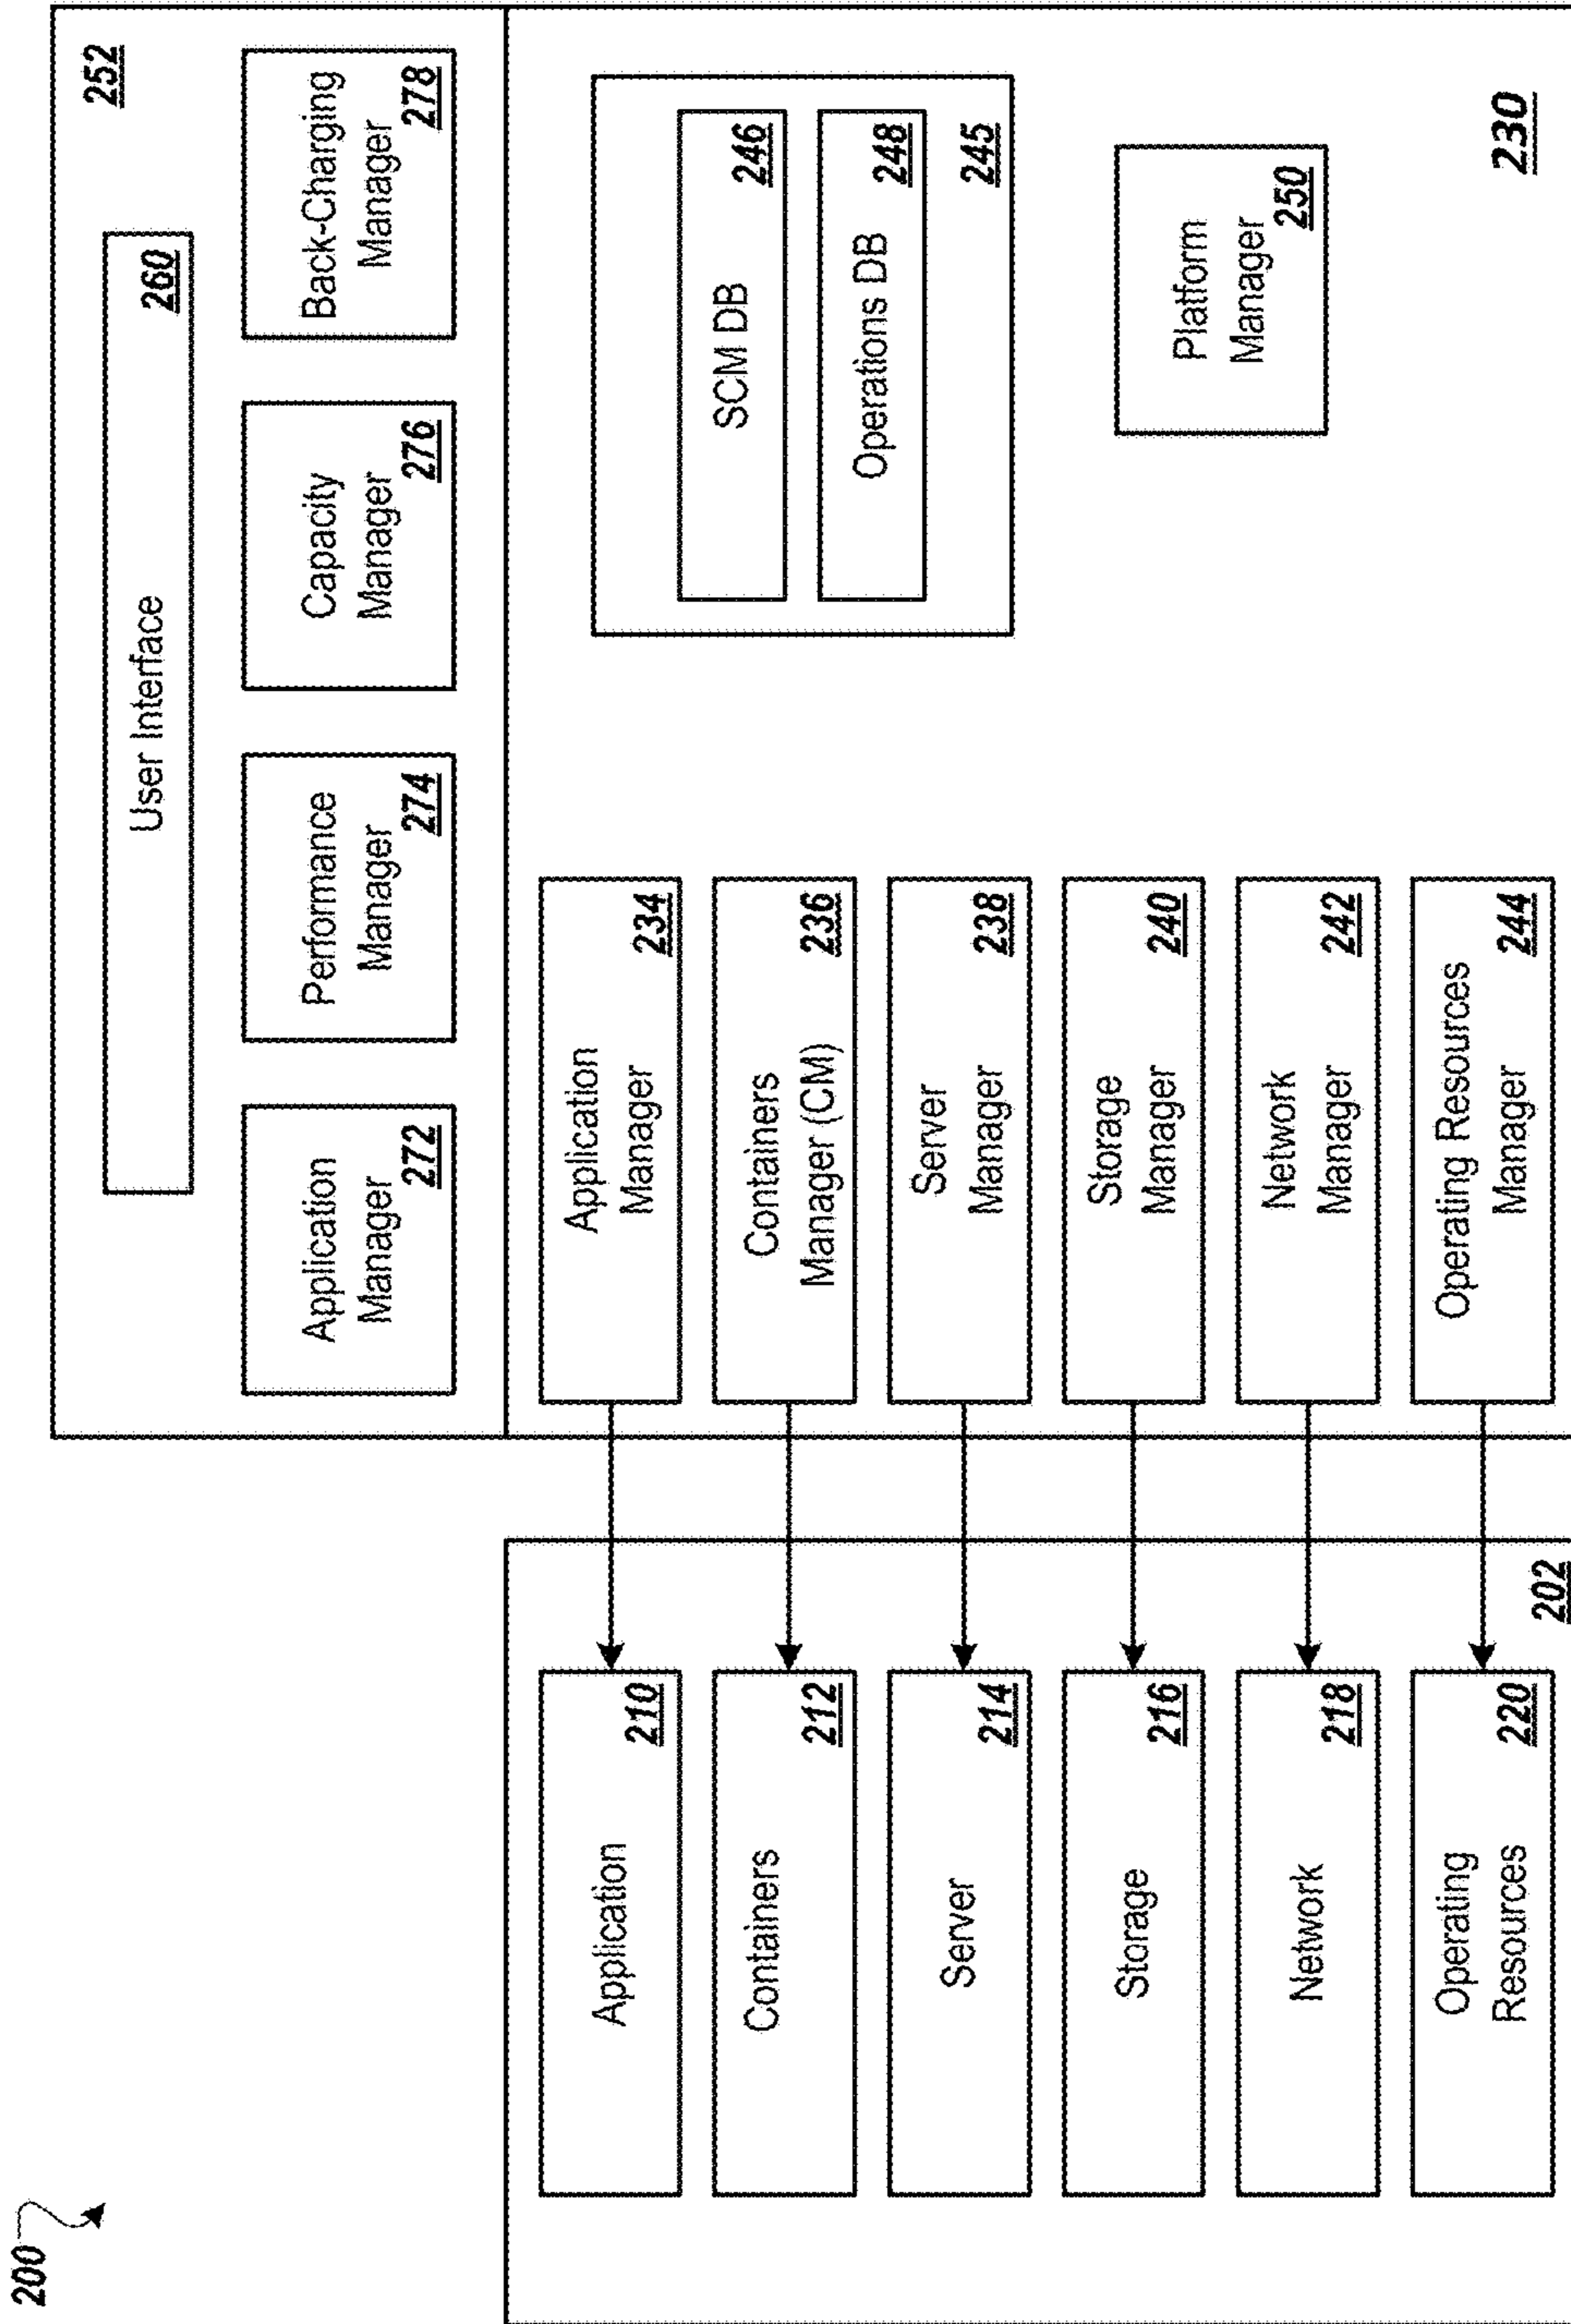 200
252
User Interface
260
Application
Manager
272
Performance
Manager
274
Capacity
Manager
276
Back-Charging
Manager
278
Application
210
Containers
212
Server
214
Storage
216
Network
218
Operating
Resources
220
202
Application
Manager
234
Containers
Manager (CM)
236
Server
Manager
238
Storage
Manager
240
Network
Manager
242
Operating Resources
Manager
244
SCM DB
246
Operations DB
248
245
Platform
Manager
250
230